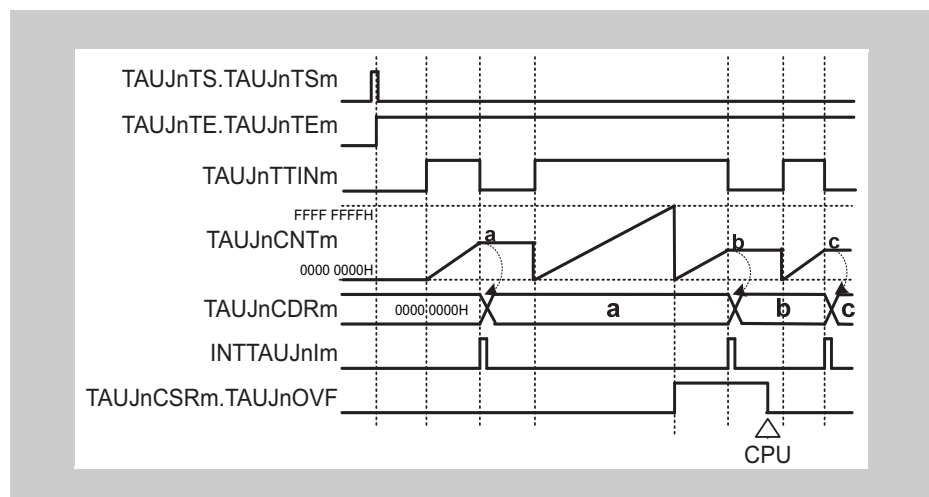 TAUJnTS.TAUJnTSm
TAUJnTE.TAUJnTEm
TAUJnTTINm
FFFF FFFFH
TAUJnCNTm
a
b
c
0000 0000H
TAUJnCDRm
0000 0000H
a
b
c
INTTAUJnIm
TAUJnCSRm.TAUJnOVF
CPU